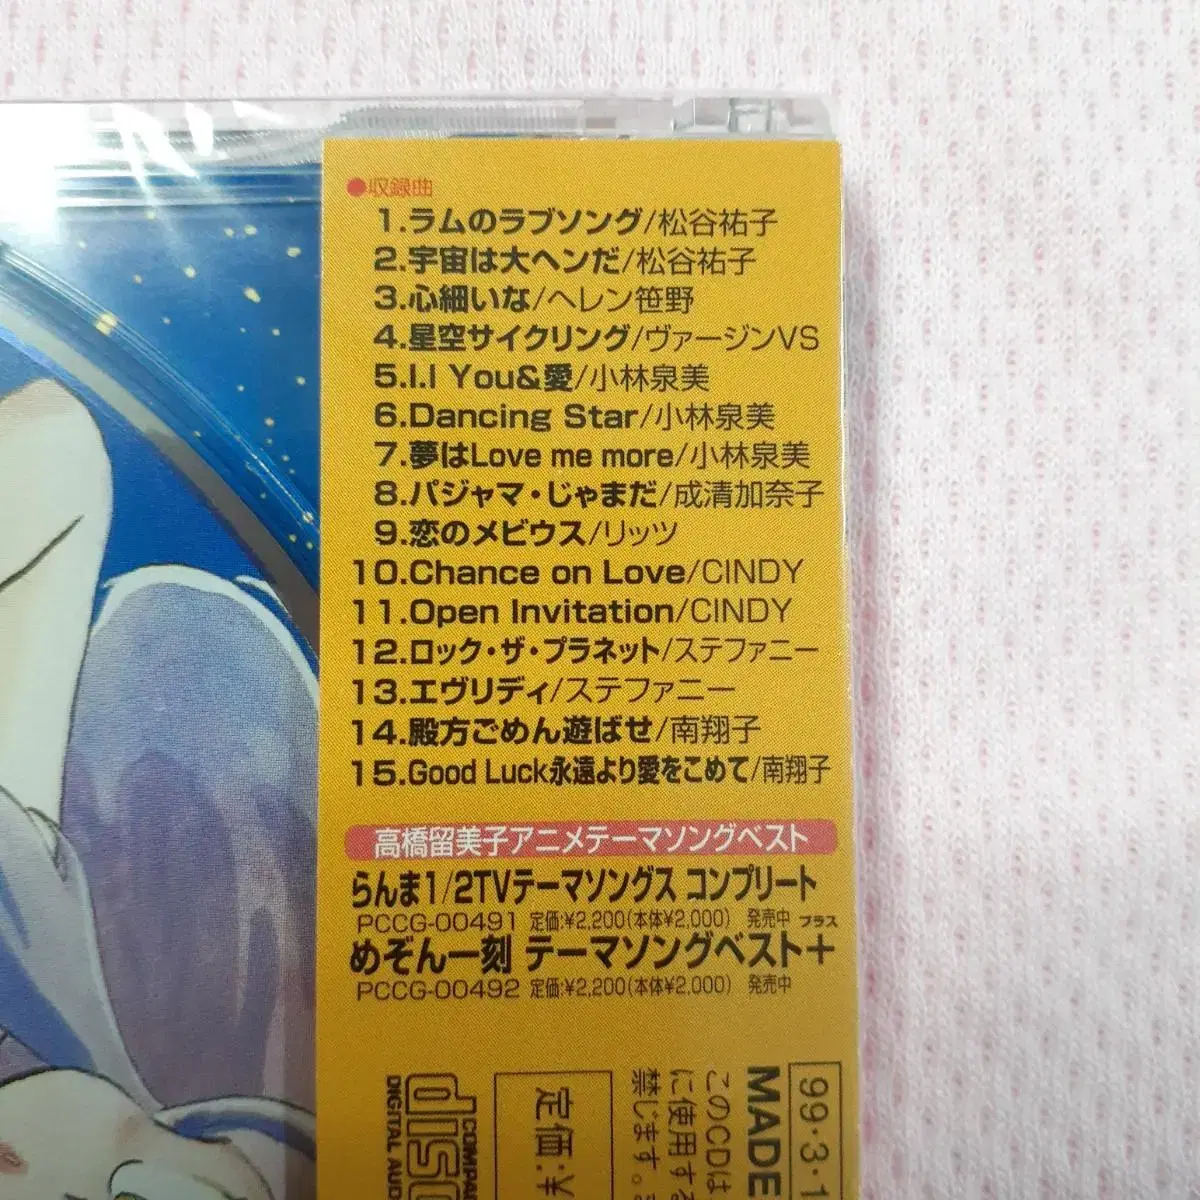 ●収録曲
1.ラムのラブソング/松谷祐子
2.宇宙は大ヘンだ/松谷祐子
3.心細いな/ヘレン笹野
4.星空サイクリング/ヴァージンVS
5.I.I You&愛/小林泉美
6.Dancing Star/小林泉美
7.夢はLove me more/小林泉美
8.パジャマ・じゃまだ/成清加奈子
9.恋のメビウス/リッツ
10.Chance on Love/CINDY
11.Open Invitation/CINDY
12.ロック・ザ・プラネット/ステファニー
13.エヴリディ/ステファニー
14.殿方ごめん遊ばせ/南翔子
15.Good Luck永遠より愛をこめて/南翔子
高橋留美子アニメテーマソングベスト
らんま1/2TVテーマソングス コンプリート
PCCG-00491 定価:¥2,200(本体¥2,000) 発売中
プラス
めぞん一刻 テーマソングベスト+
PCCG-00492 定価:¥2,200(本体¥2,000) 発売中
99・3・1
MADE
このCDは
に使用する
禁じます。
定価:¥
COMPA
disc
DIGITAL AUD